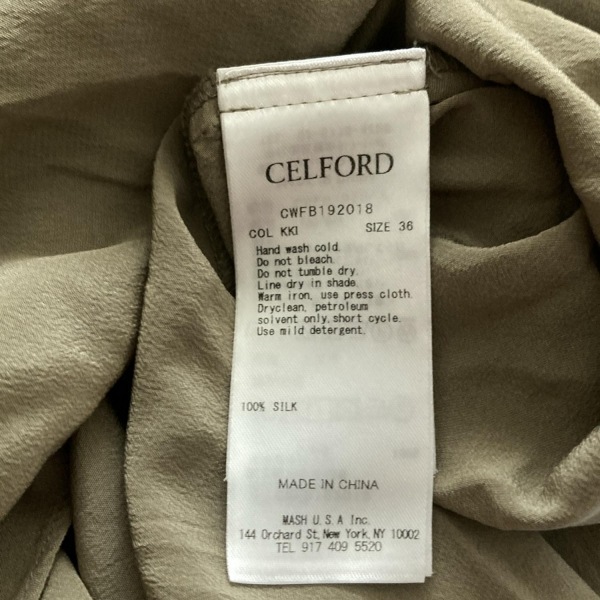 CELFORD
CWFB192018
COL KKI SIZE 36
Hand wash cold.
Do not bleach.
Do not tumble dry.
Line dry in shade.
Warm iron, use press cloth.
Dryclean, petroleum
solvent only, short cycle.
Use mild detergent.
100% SILK
MADE IN CHINA
MASH U.S.A Inc.
144 Orchard St, New York, NY 10002
TEL 917 409 5520